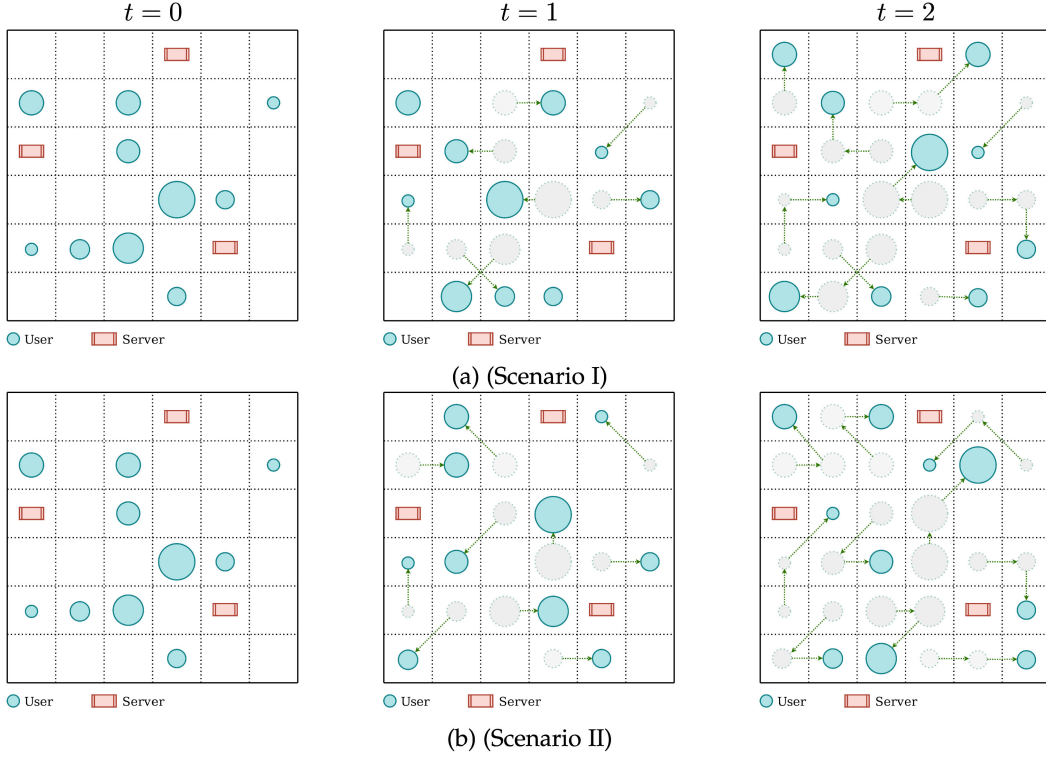 t = 0 t = 1 t = 2
User Server User Server User Server
(a) (Scenario I)
User Server User Server User Server
(b) (Scenario II)